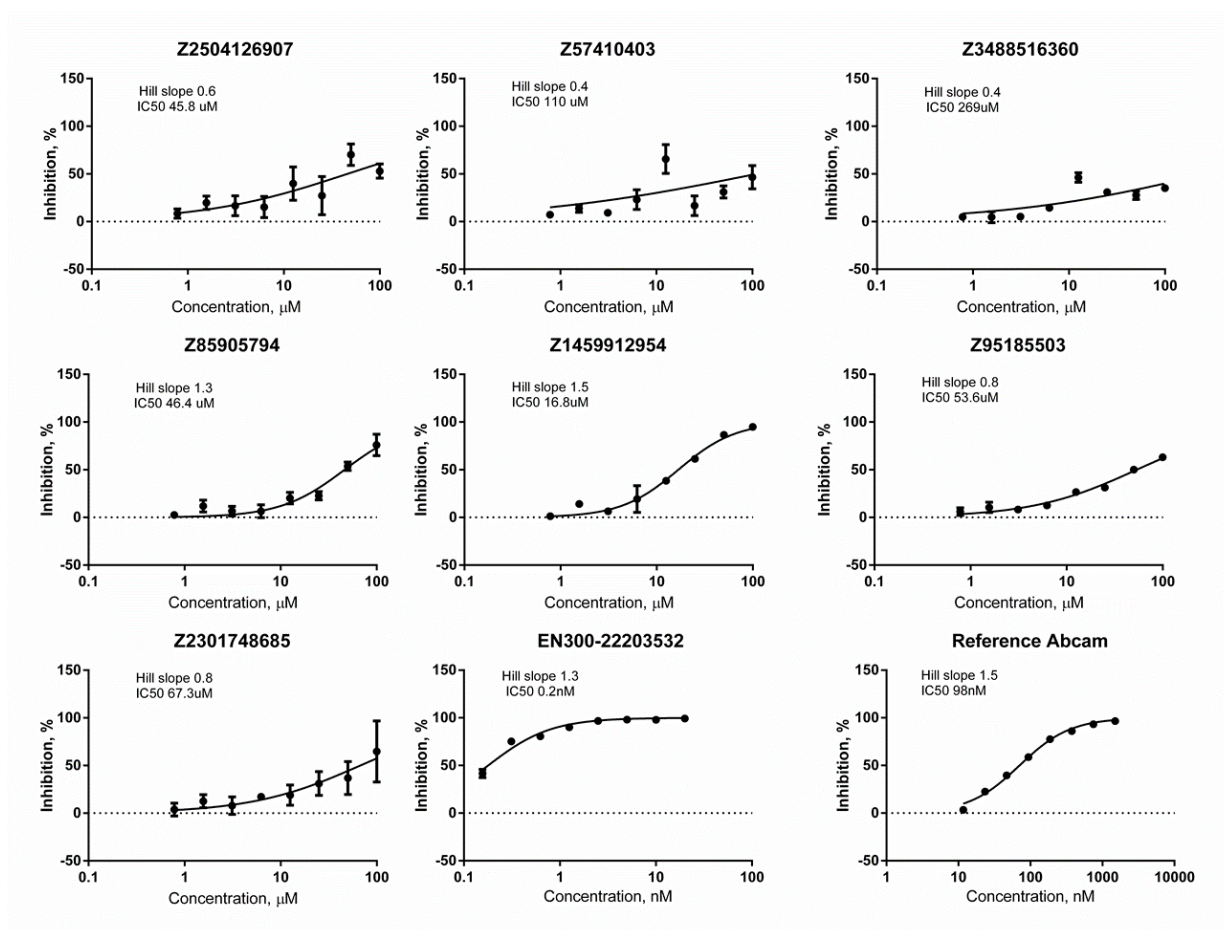 Z2504126907
150
100
50
0
-50
Inhibition, %
Hill slope 0.6
IC50 45.8 uM
0.1 1 10 100
Concentration, μM
Z57410403
150
100
50
0
-50
Inhibition, %
Hill slope 0.4
IC50 110 uM
0.1 1 10 100
Concentration, μM
Z3488516360
150
100
50
0
-50
Inhibition, %
Hill slope 0.4
IC50 269uM
0.1 1 10 100
Concentration, μM
Z85905794
150
100
50
0
-50
Inhibition, %
Hill slope 1.3
IC50 46.4 uM
0.1 1 10 100
Concentration, μM
Z1459912954
150
100
50
0
-50
Inhibition, %
Hill slope 1.5
IC50 16.8uM
0.1 1 10 100
Concentration, μM
Z95185503
150
100
50
0
-50
Inhibition, %
Hill slope 0.8
IC50 53.6uM
0.1 1 10 100
Concentration, μM
Z2301748685
150
100
50
0
-50
Inhibition, %
Hill slope 0.8
IC50 67.3uM
0.1 1 10 100
Concentration, μM
EN300-22203532
150
100
50
0
-50
Inhibition, %
Hill slope 1.3
IC50 0.2nM
0.1 1 10 100
Concentration, nM
Reference Abcam
150
100
50
0
-50
Inhibition, %
Hill slope 1.5
IC50 98nM
1 10 100 1000 10000
Concentration, nM